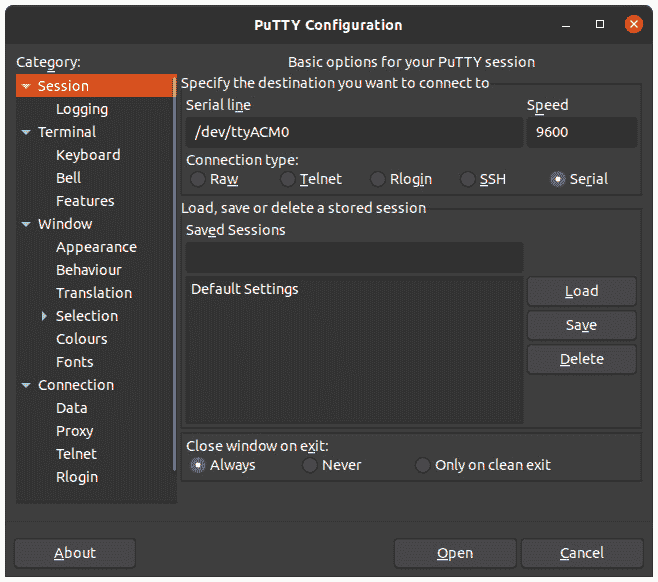 PuTTY Configuration
Category:
Session
Logging
Terminal
Keyboard
Bell
Features
Window
Appearance
Behaviour
Translation
Selection
Colours
Fonts
Connection
Data
Proxy
Telnet
Rlogin
Basic options for your PuTTY session
Specify the destination you want to connect to
Serial line Speed
/dev/ttyACM0 9600
Connection type:
Raw Telnet Rlogin SSH Serial
Load, save or delete a stored session
Saved Sessions
Default Settings
Load
Save
Delete
Close window on exit:
Always Never Only on clean exit
About Open Cancel